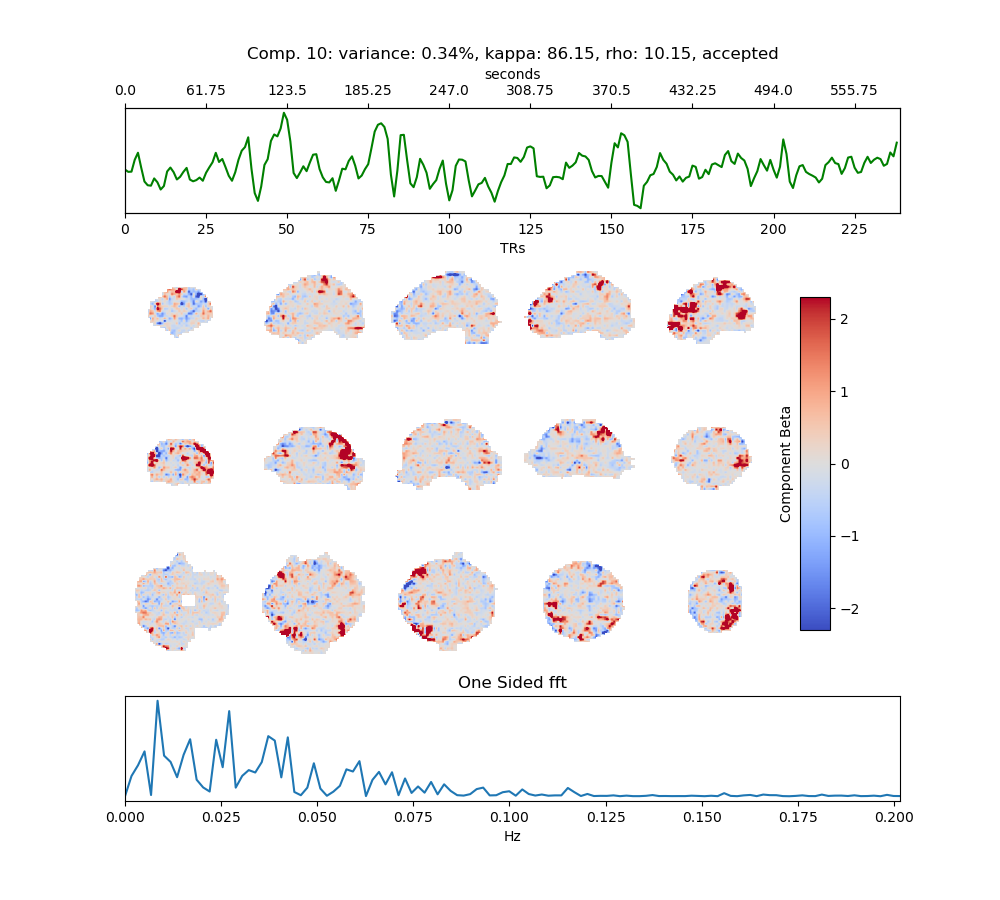 Comp. 10: variance: 0.34%, kappa: 86.15, rho: 10.15, accepted
seconds
0.0 61.75 123.5 185.25 247.0 308.75 370.5 432.25 494.0 555.75
0 25 50 75 100 125 150 175 200 225
TRs
2
1
0
−1
−2
Component Beta
One Sided fft
0.000 0.025 0.050 0.075 0.100 0.125 0.150 0.175 0.200
Hz